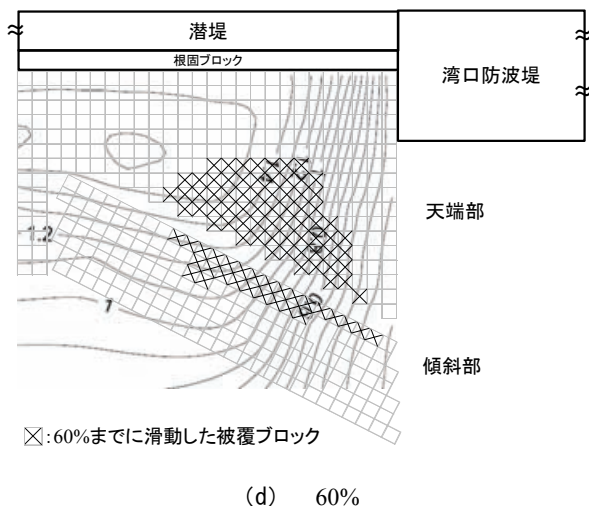 潜堤
根固ブロック
湾口防波堤
天端部
1.2
1
傾斜部
:60%までに滑動した被覆ブロック
(d) 60%